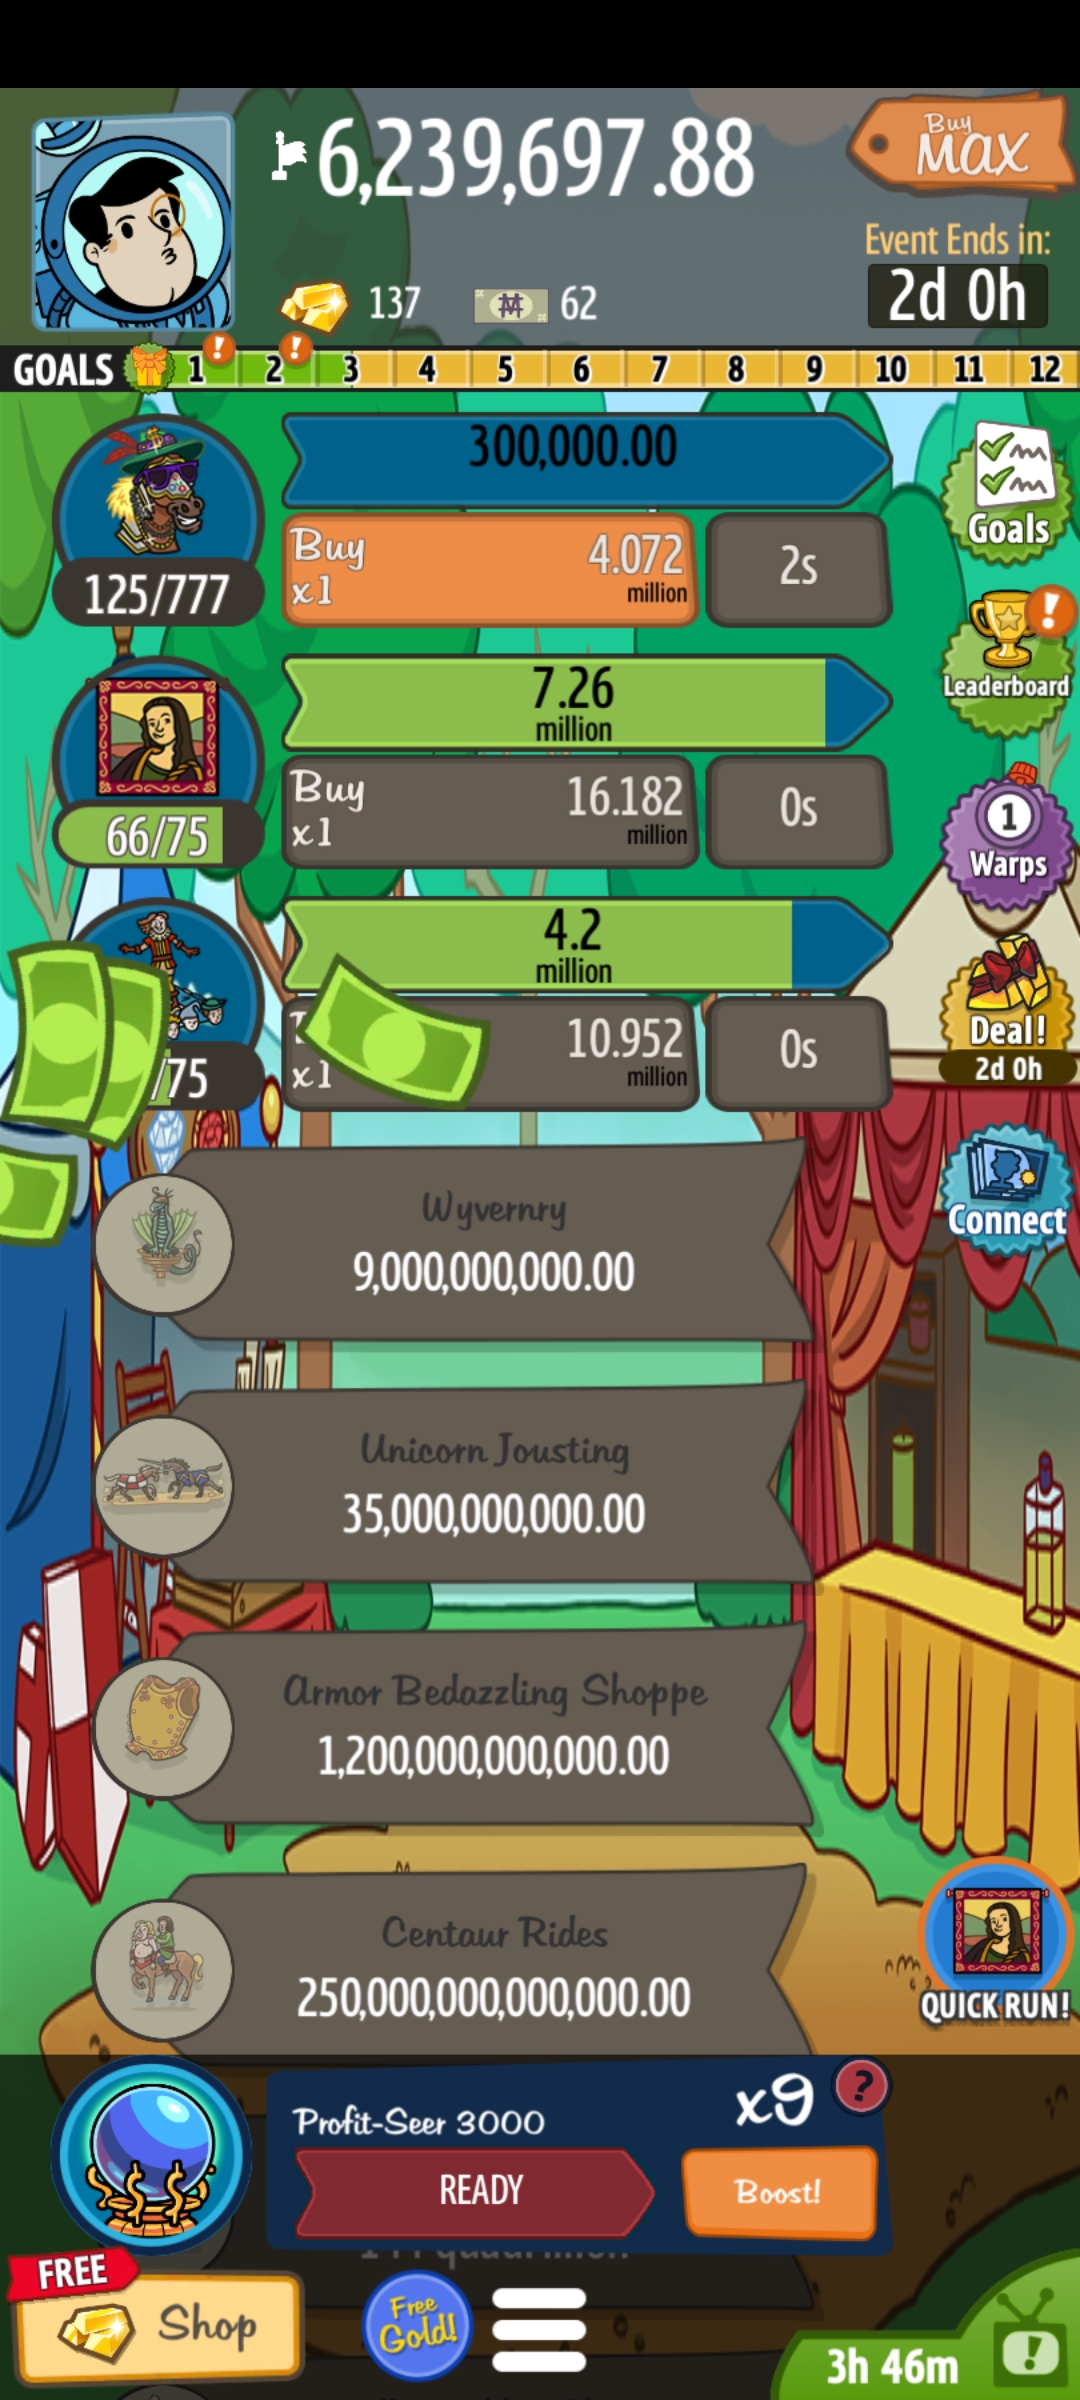 6,239,697.88
Buy
MAX
Event Ends in:
2d 0h
137
62
GOALS 1 ! 2 ! 3 4 5 6 7 8 9 10 11 12
300,000.00
Buy
x1
4.072
million
2s
125/777
Goals
!
Leaderboard
7.26
million
Buy
x1
16.182
million
0s
66/75
1
Warps
4.2
million
x1
10.952
million
0s
/75
Deal!
2d 0h
Connect
Wyvernry
9,000,000,000.00
Unicorn Jousting
35,000,000,000.00
Armor Bedazzling Shoppe
1,200,000,000,000.00
Centaur Rides
250,000,000,000,000.00
QUICK RUN!
Profit-Seer 3000
x9
?
READY
Boost!
FREE
Shop
Free
Gold!
3h 46m
!